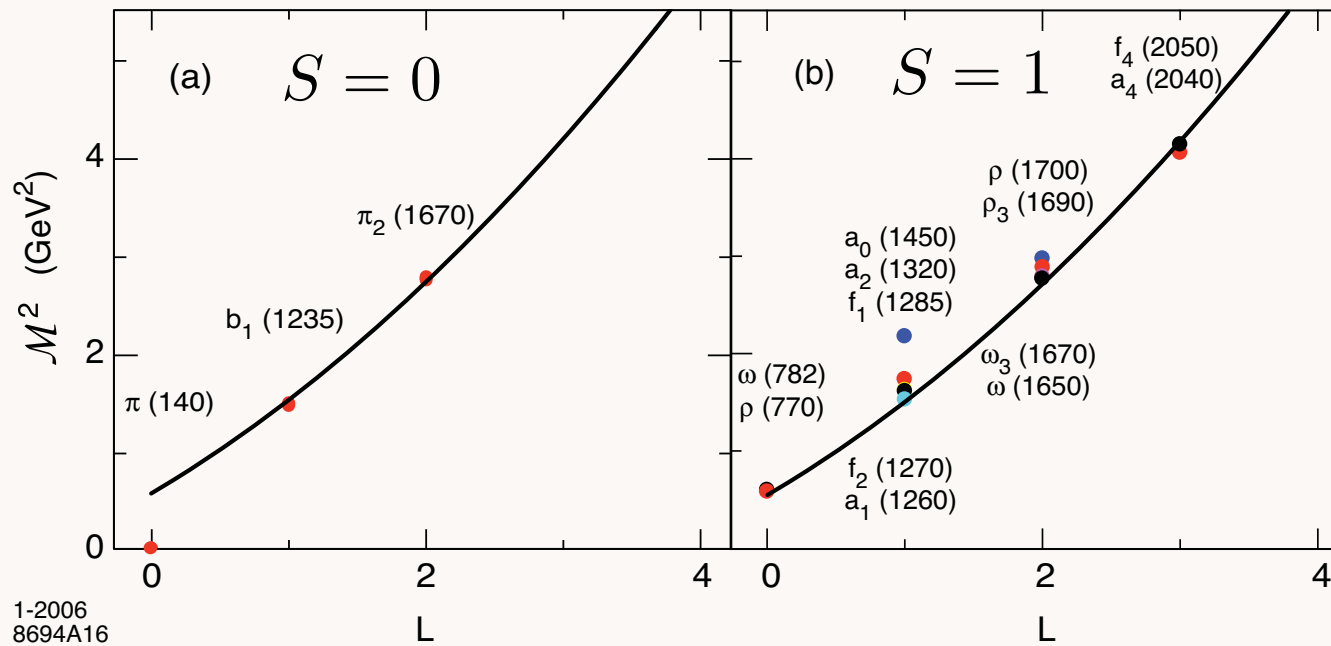 (a) S = 0
π (140)
b1 (1235)
π2 (1670)
(b) S = 1
f4 (2050)
a4 (2040)
ρ (1700)
ρ3 (1690)
a0 (1450)
a2 (1320)
f1 (1285)
ω (782)
ρ (770)
ω3 (1670)
ω (1650)
f2 (1270)
a1 (1260)
M2 (GeV2)
4
2
0
0 2 4
0 2 4
L
L
1-2006
8694A16